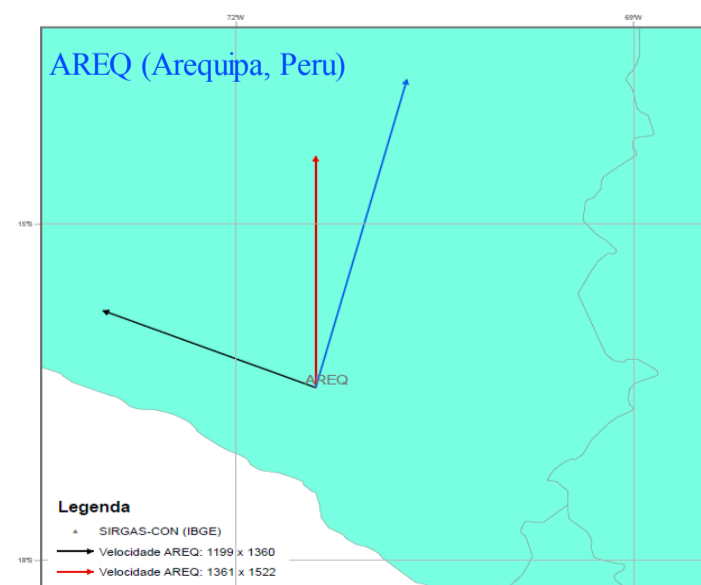 72°W 69°W
AREQ (Arequipa, Peru)
15°S
AREQ
Legenda
SIRGAS-CON (IBGE)
Velocidade AREQ: 1199 x 1360
18°S
Velocidade AREQ: 1361 x 1522